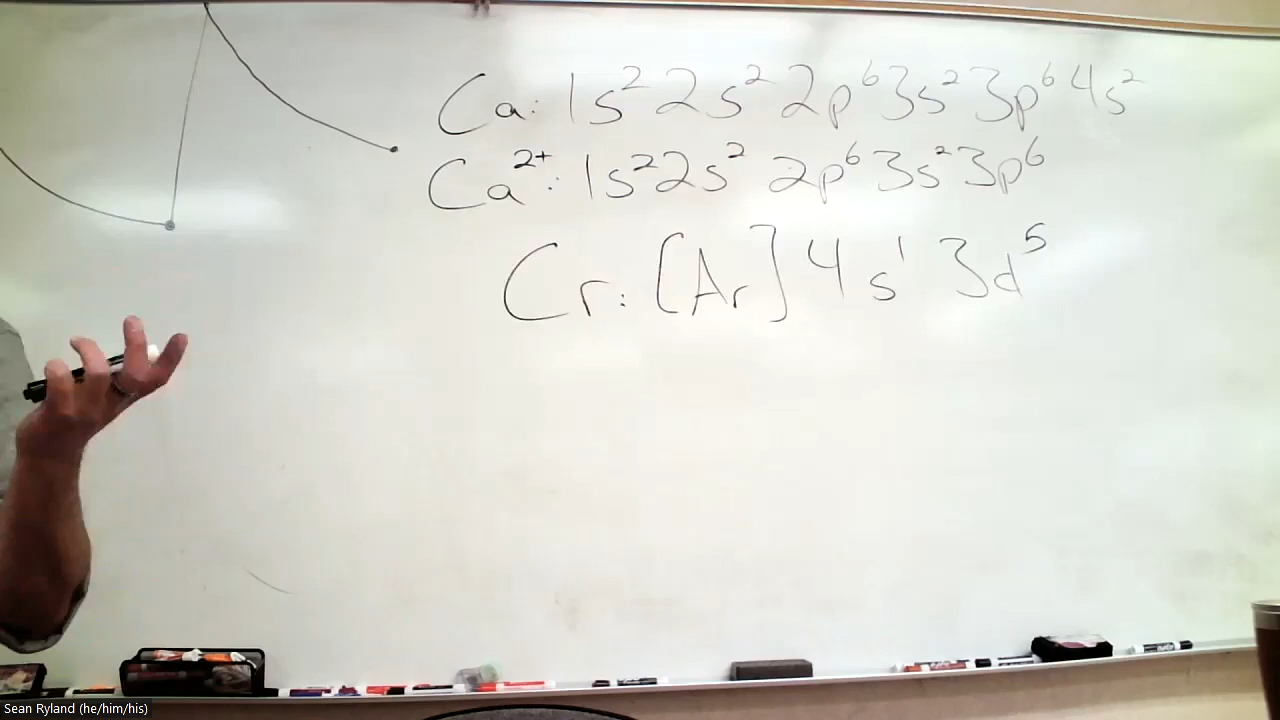 Ca: 1s² 2s² 2p⁶ 3s² 3p⁶ 4s²
Ca²⁺: 1s² 2s² 2p⁶ 3s² 3p⁶
Cr: [Ar] 4s¹ 3d⁵
Sean Ryland (he/him/his)